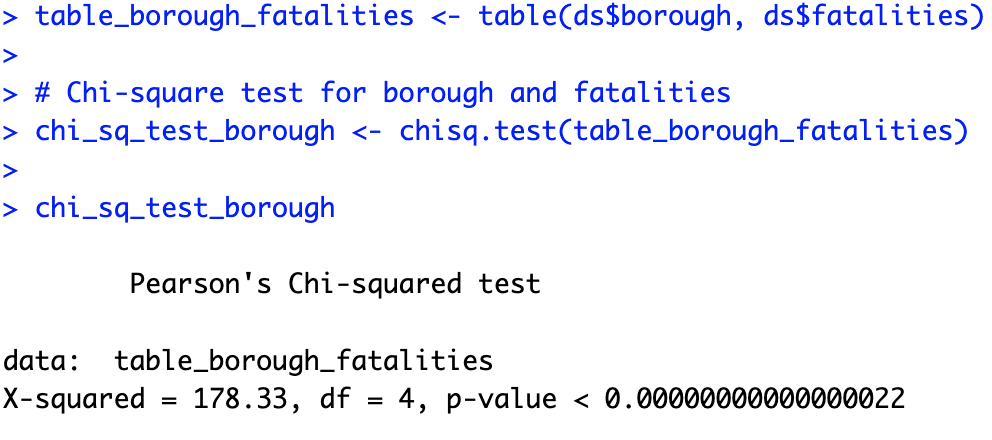 > table_borough_fatalities <- table(ds$borough, ds$fatalities)
>
> # Chi-square test for borough and fatalities
> chi_sq_test_borough <- chisq.test(table_borough_fatalities)
>
> chi_sq_test_borough
Pearson's Chi-squared test
data:  table_borough_fatalities
X-squared = 178.33, df = 4, p-value < 0.00000000000000022